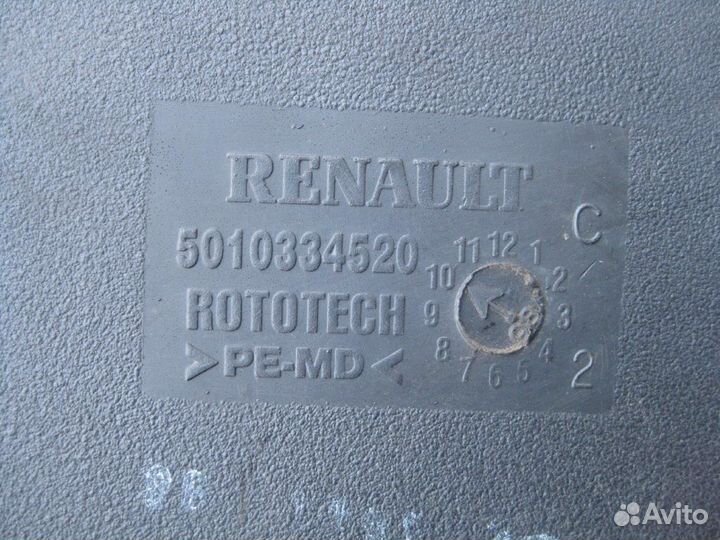 RENAULT
5010334520
ROTOTECH
>PE-MD<
C
2
11 12 1
10 2
9 3
8 4
7 6 5
Avito